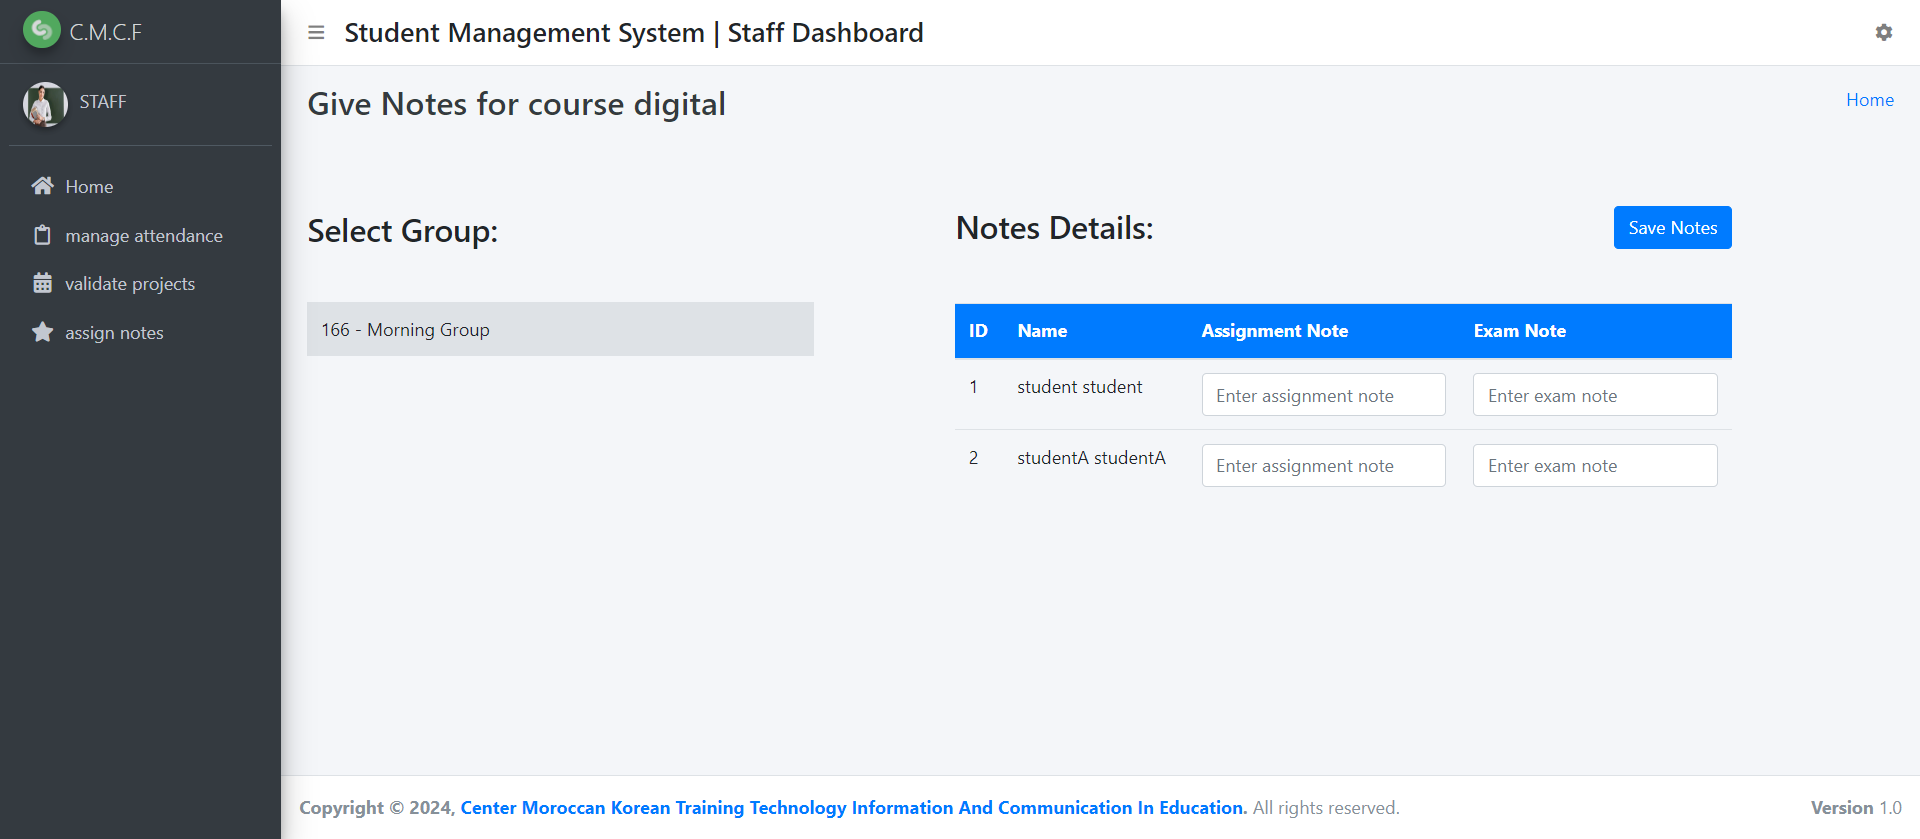 C.M.C.F
STAFF
Home
manage attendance
validate projects
assign notes
Student Management System | Staff Dashboard
Give Notes for course digital
Home
Select Group:
166 - Morning Group
Notes Details:
Save Notes
ID Name Assignment Note Exam Note
1 student student Enter assignment note Enter exam note
2 studentA studentA Enter assignment note Enter exam note
Copyright © 2024, Center Moroccan Korean Training Technology Information And Communication In Education. All rights reserved.
Version 1.0